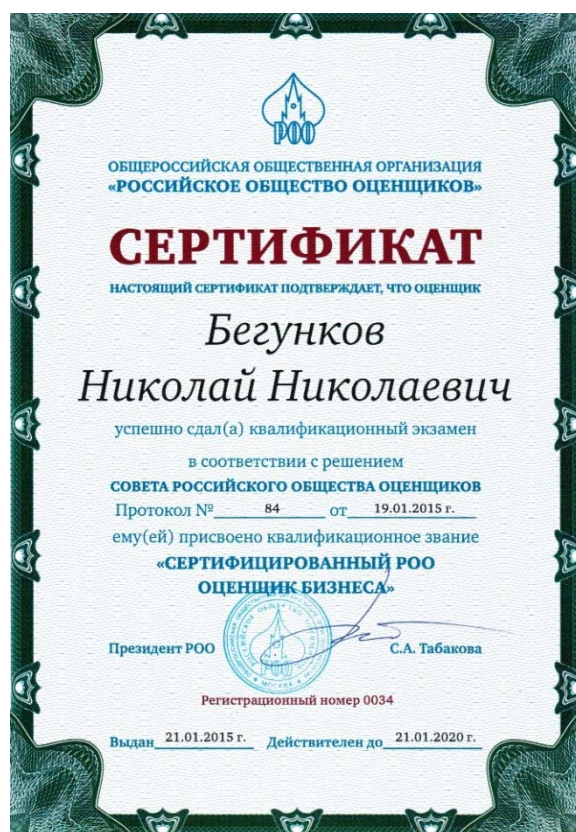 РОО
ОБЩЕРОССИЙСКАЯ ОБЩЕСТВЕННАЯ ОРГАНИЗАЦИЯ
«РОССИЙСКОЕ ОБЩЕСТВО ОЦЕНЩИКОВ»
СЕРТИФИКАТ
НАСТОЯЩИЙ СЕРТИФИКАТ ПОДТВЕРЖДАЕТ, ЧТО ОЦЕНЩИК
Бегунков
Николай Николаевич
успешно сдал(а) квалификационный экзамен
в соответствии с решением
СОВЕТА РОССИЙСКОГО ОБЩЕСТВА ОЦЕНЩИКОВ
Протокол № 84 от 19.01.2015 г.
ему(ей) присвоено квалификационное звание
«СЕРТИФИЦИРОВАННЫЙ РОО
ОЦЕНЩИК БИЗНЕСА»
Президент РОО С.А. Табакова
Регистрационный номер 0034
Выдан 21.01.2015 г. Действителен до 21.01.2020 г.